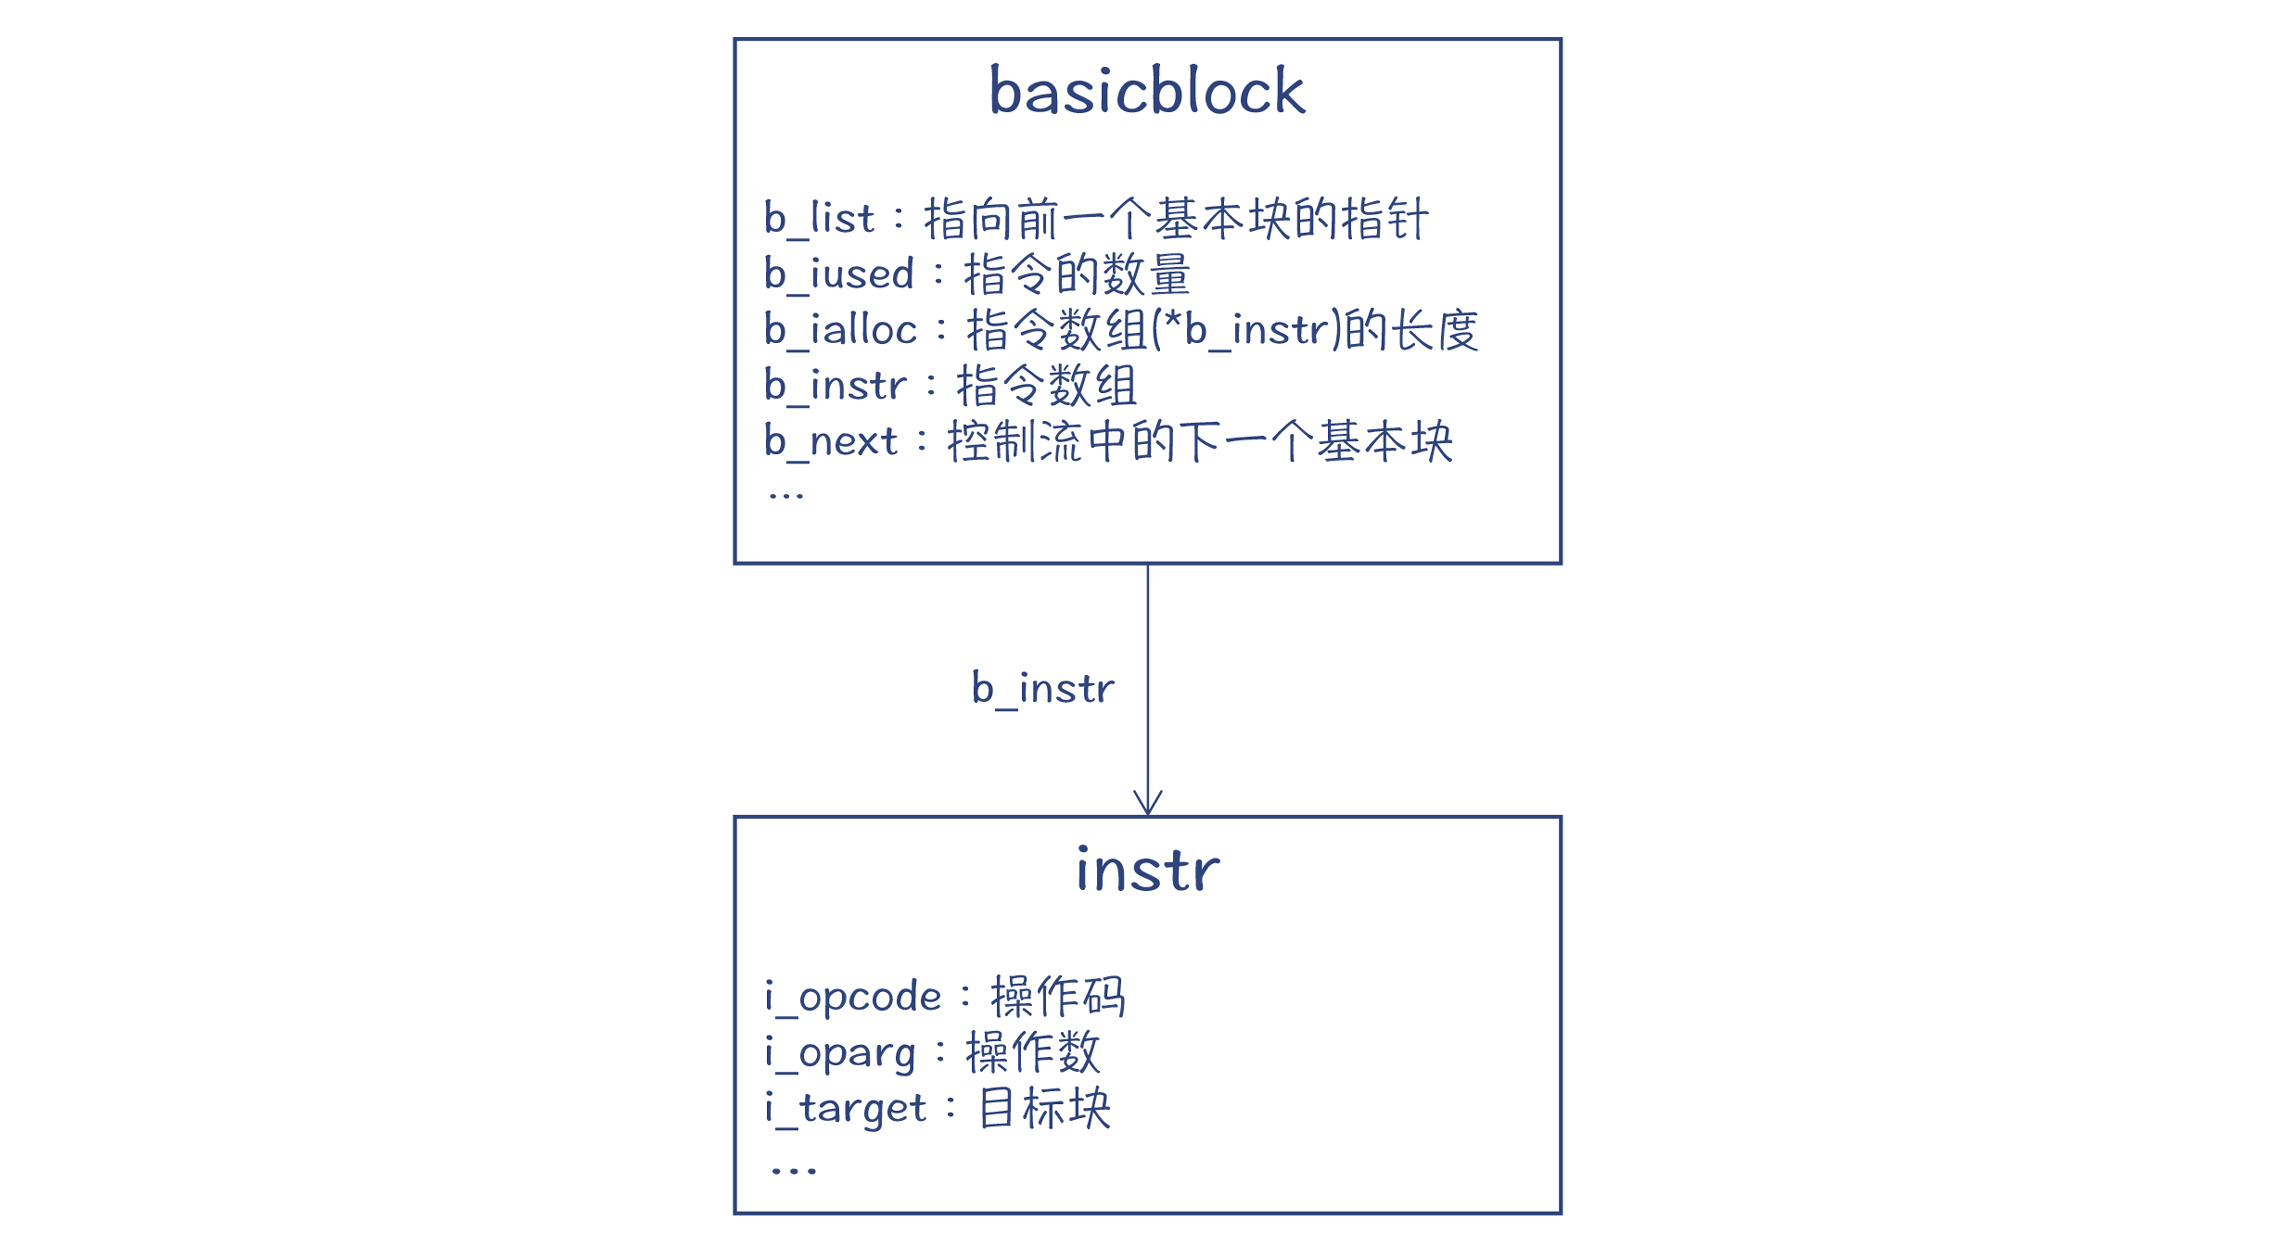 basicblock
b_list：指向前一个基本块的指针
b_iused：指令的数量
b_ialloc：指令数组(*b_instr)的长度
b_instr：指令数组
b_next：控制流中的下一个基本块
...
b_instr
instr
i_opcode：操作码
i_oparg：操作数
i_target：目标块
...